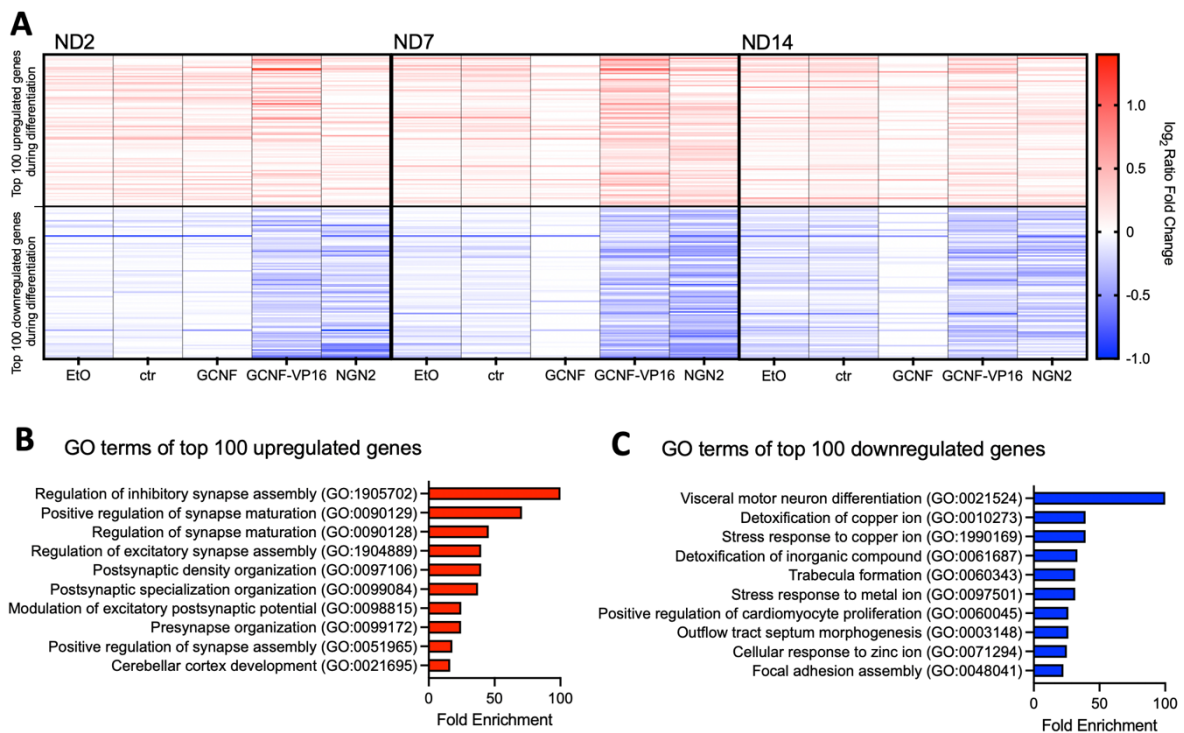 A
ND2 ND7 ND14
Top 100 upregulated genes
during differentiation
Top 100 downregulated genes
during differentiation
1.0
0.5
0
-0.5
-1.0
log2 Ratio Fold Change
EtO ctr GCNF GCNF-VP16 NGN2 EtO ctr GCNF GCNF-VP16 NGN2 EtO ctr GCNF GCNF-VP16 NGN2
B GO terms of top 100 upregulated genes
Regulation of inhibitory synapse assembly (GO:1905702)
Positive regulation of synapse maturation (GO:0090129)
Regulation of synapse maturation (GO:0090128)
Regulation of excitatory synapse assembly (GO:1904889)
Postsynaptic density organization (GO:0097106)
Postsynaptic specialization organization (GO:0099084)
Modulation of excitatory postsynaptic potential (GO:0098815)
Presynapse organization (GO:0099172)
Positive regulation of synapse assembly (GO:0051965)
Cerebellar cortex development (GO:0021695)
0 50 100
Fold Enrichment
C GO terms of top 100 downregulated genes
Visceral motor neuron differentiation (GO:0021524)
Detoxification of copper ion (GO:0010273)
Stress response to copper ion (GO:1990169)
Detoxification of inorganic compound (GO:0061687)
Trabecula formation (GO:0060343)
Stress response to metal ion (GO:0097501)
Positive regulation of cardiomyocyte proliferation (GO:0060045)
Outflow tract septum morphogenesis (GO:0003148)
Cellular response to zinc ion (GO:0071294)
Focal adhesion assembly (GO:0048041)
0 50 100
Fold Enrichment